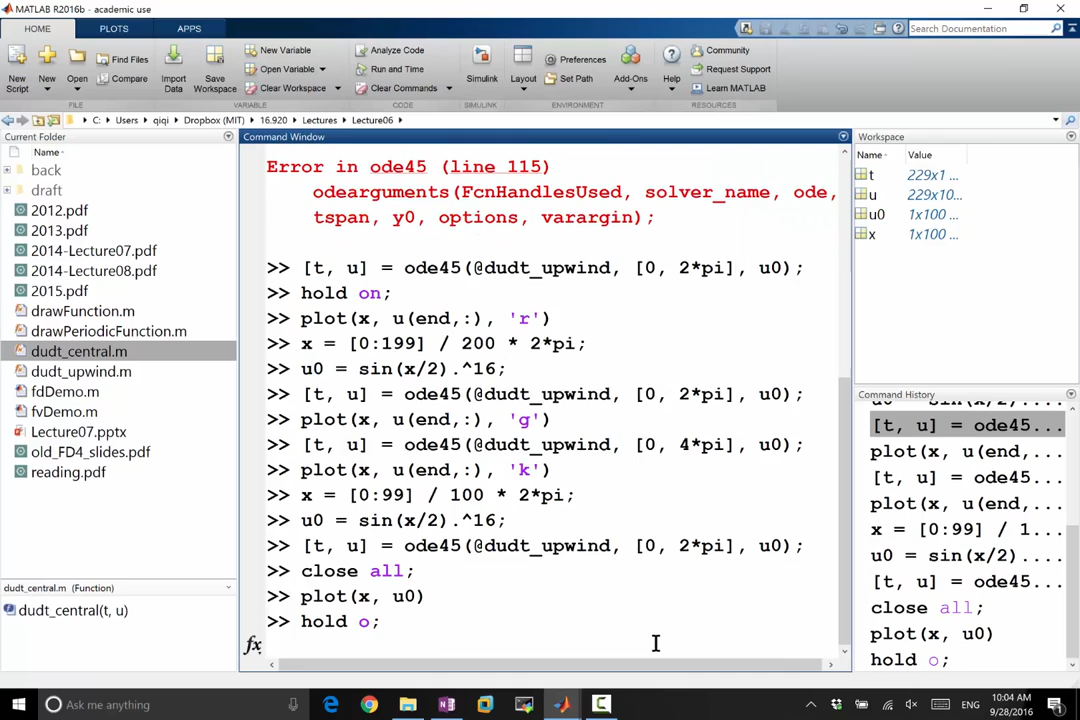 MATLAB R2016b - academic use
HOME PLOTS APPS
Search Documentation
New Script
New
Open
Find Files
Compare
Import Data
Save Workspace
New Variable
Open Variable
Clear Workspace
Analyze Code
Run and Time
Clear Commands
Simulink
Layout
Preferences
Set Path
Add-Ons
Help
Community
Request Support
Learn MATLAB
FILE VARIABLE CODE SIMULINK ENVIRONMENT RESOURCES
C: Users qiqi Dropbox (MIT) 16.920 Lectures Lecture06
Current Folder
Name
back
draft
2012.pdf
2013.pdf
2014-Lecture07.pdf
2014-Lecture08.pdf
2015.pdf
drawFunction.m
drawPeriodicFunction.m
dudt_central.m
dudt_upwind.m
fdDemo.m
fvDemo.m
Lecture07.pptx
old_FD4_slides.pdf
reading.pdf
dudt_central.m (Function)
dudt_central(t, u)
Command Window
Error in ode45 (line 115)
odearguments(FcnHandlesUsed, solver_name, ode,
tspan, y0, options, varargin);
>> [t, u] = ode45(@dudt_upwind, [0, 2*pi], u0);
>> hold on;
>> plot(x, u(end,:), 'r')
>> x = [0:199] / 200 * 2*pi;
>> u0 = sin(x/2).^16;
>> [t, u] = ode45(@dudt_upwind, [0, 2*pi], u0);
>> plot(x, u(end,:), 'g')
>> [t, u] = ode45(@dudt_upwind, [0, 4*pi], u0);
>> plot(x, u(end,:), 'k')
>> x = [0:99] / 100 * 2*pi;
>> u0 = sin(x/2).^16;
>> [t, u] = ode45(@dudt_upwind, [0, 2*pi], u0);
>> close all;
>> plot(x, u0)
>> hold o;
fx
Workspace
Name Value
t 229x1 ...
u 229x10...
u0 1x100 ...
x 1x100 ...
Command History
u0 = sin(x/2)....
[t, u] = ode45...
plot(x, u(end,...
[t, u] = ode45...
plot(x, u(end,...
x = [0:99] / 1...
u0 = sin(x/2)....
[t, u] = ode45...
close all;
plot(x, u0)
hold o;
Ask me anything
ENG
10:04 AM
9/28/2016